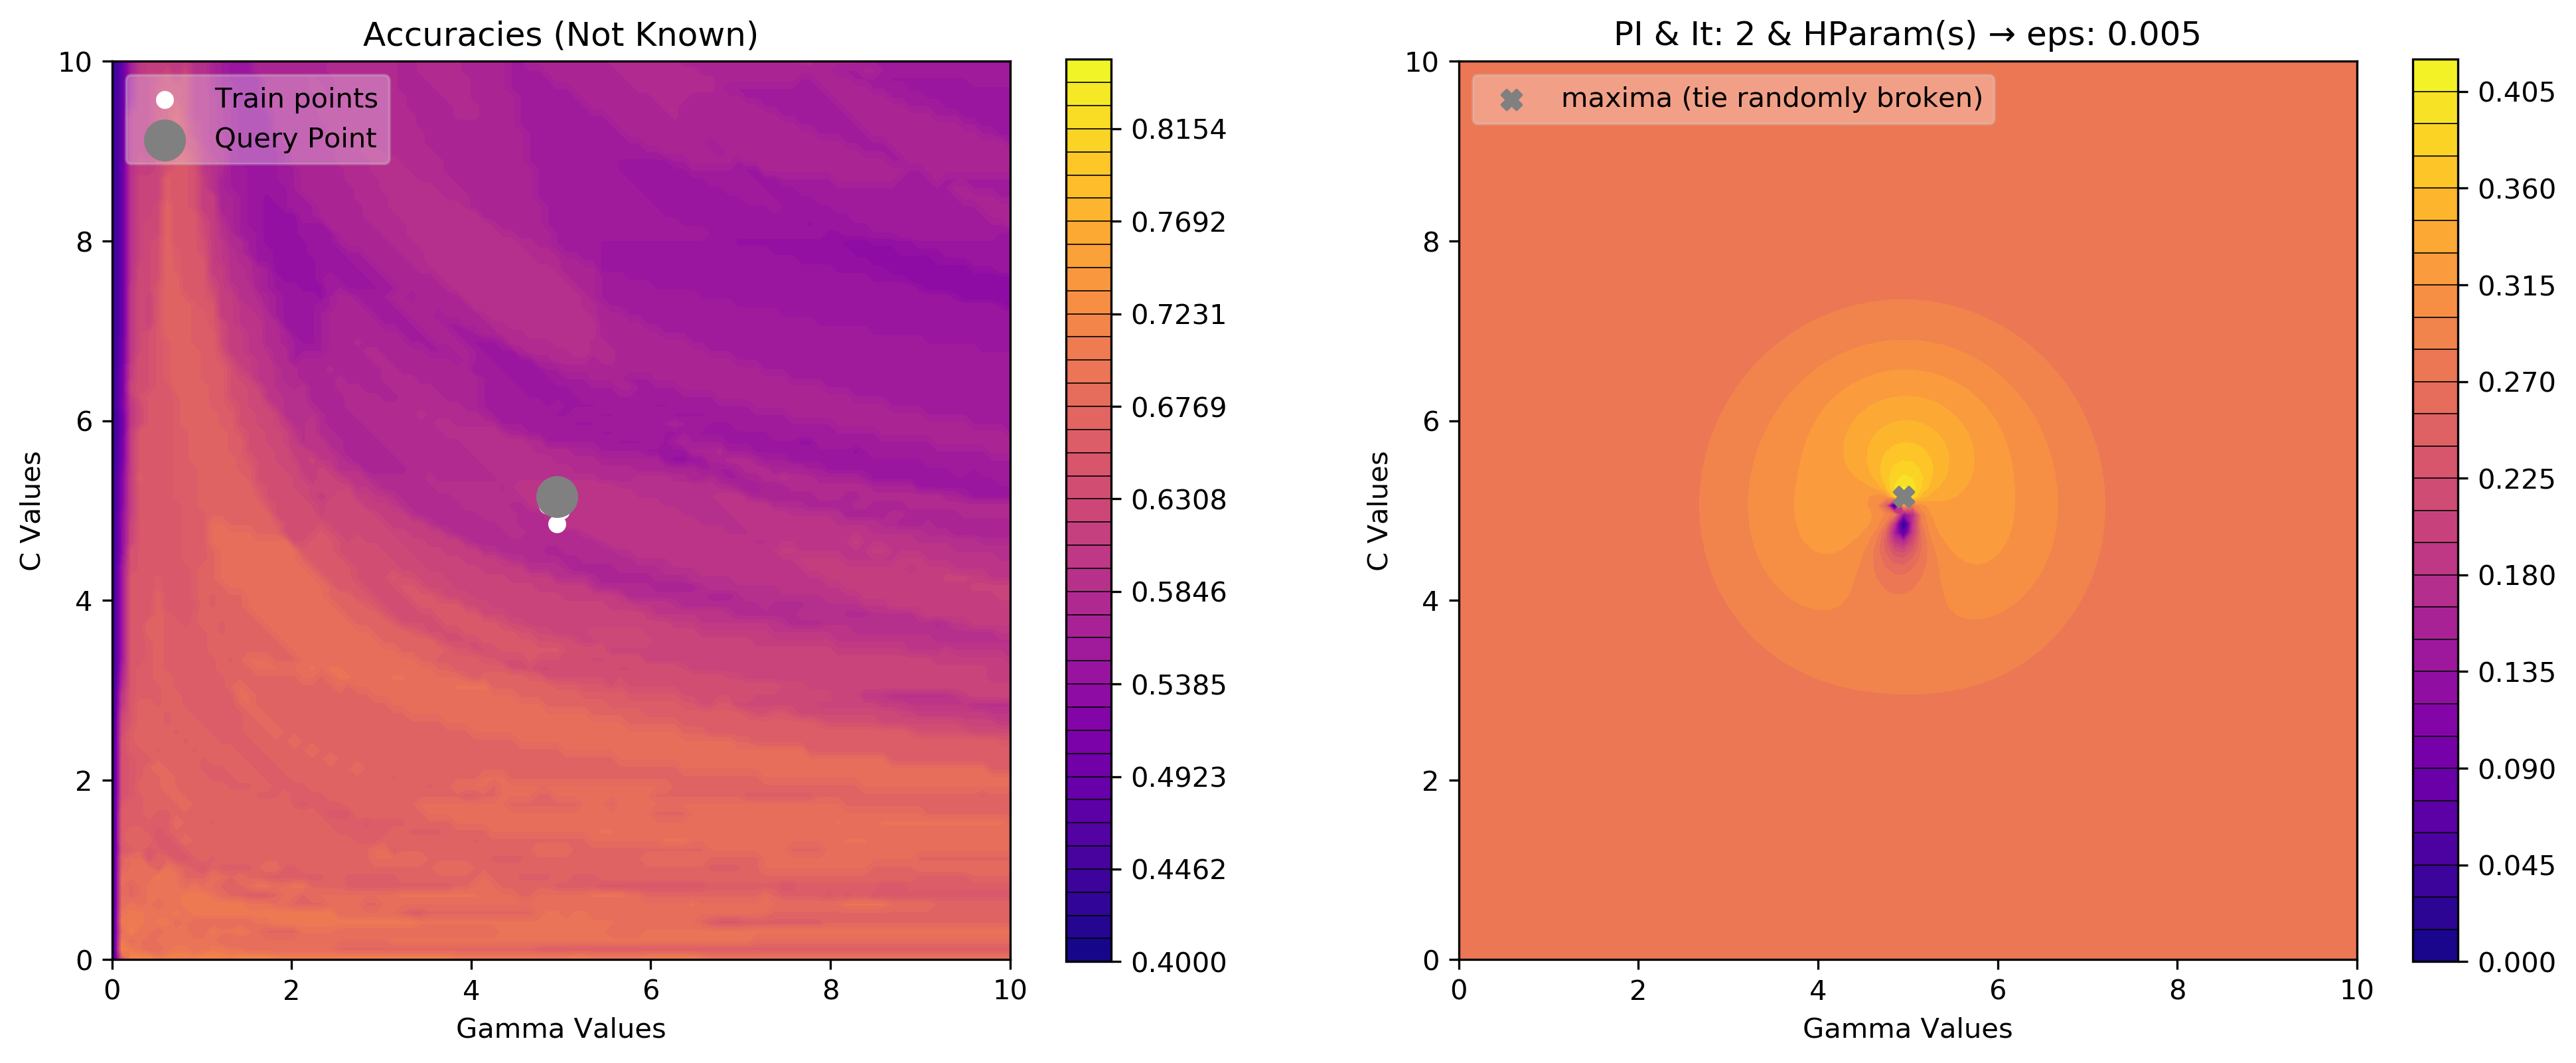 Accuracies (Not Known)
Train points
Query Point
10
8
6
4
2
0
C Values
0 2 4 6 8 10
Gamma Values
0.8154
0.7692
0.7231
0.6769
0.6308
0.5846
0.5385
0.4923
0.4462
0.4000
PI & It: 2 & HParam(s) → eps: 0.005
maxima (tie randomly broken)
10
8
6
4
2
0
C Values
0 2 4 6 8 10
Gamma Values
0.405
0.360
0.315
0.270
0.225
0.180
0.135
0.090
0.045
0.000